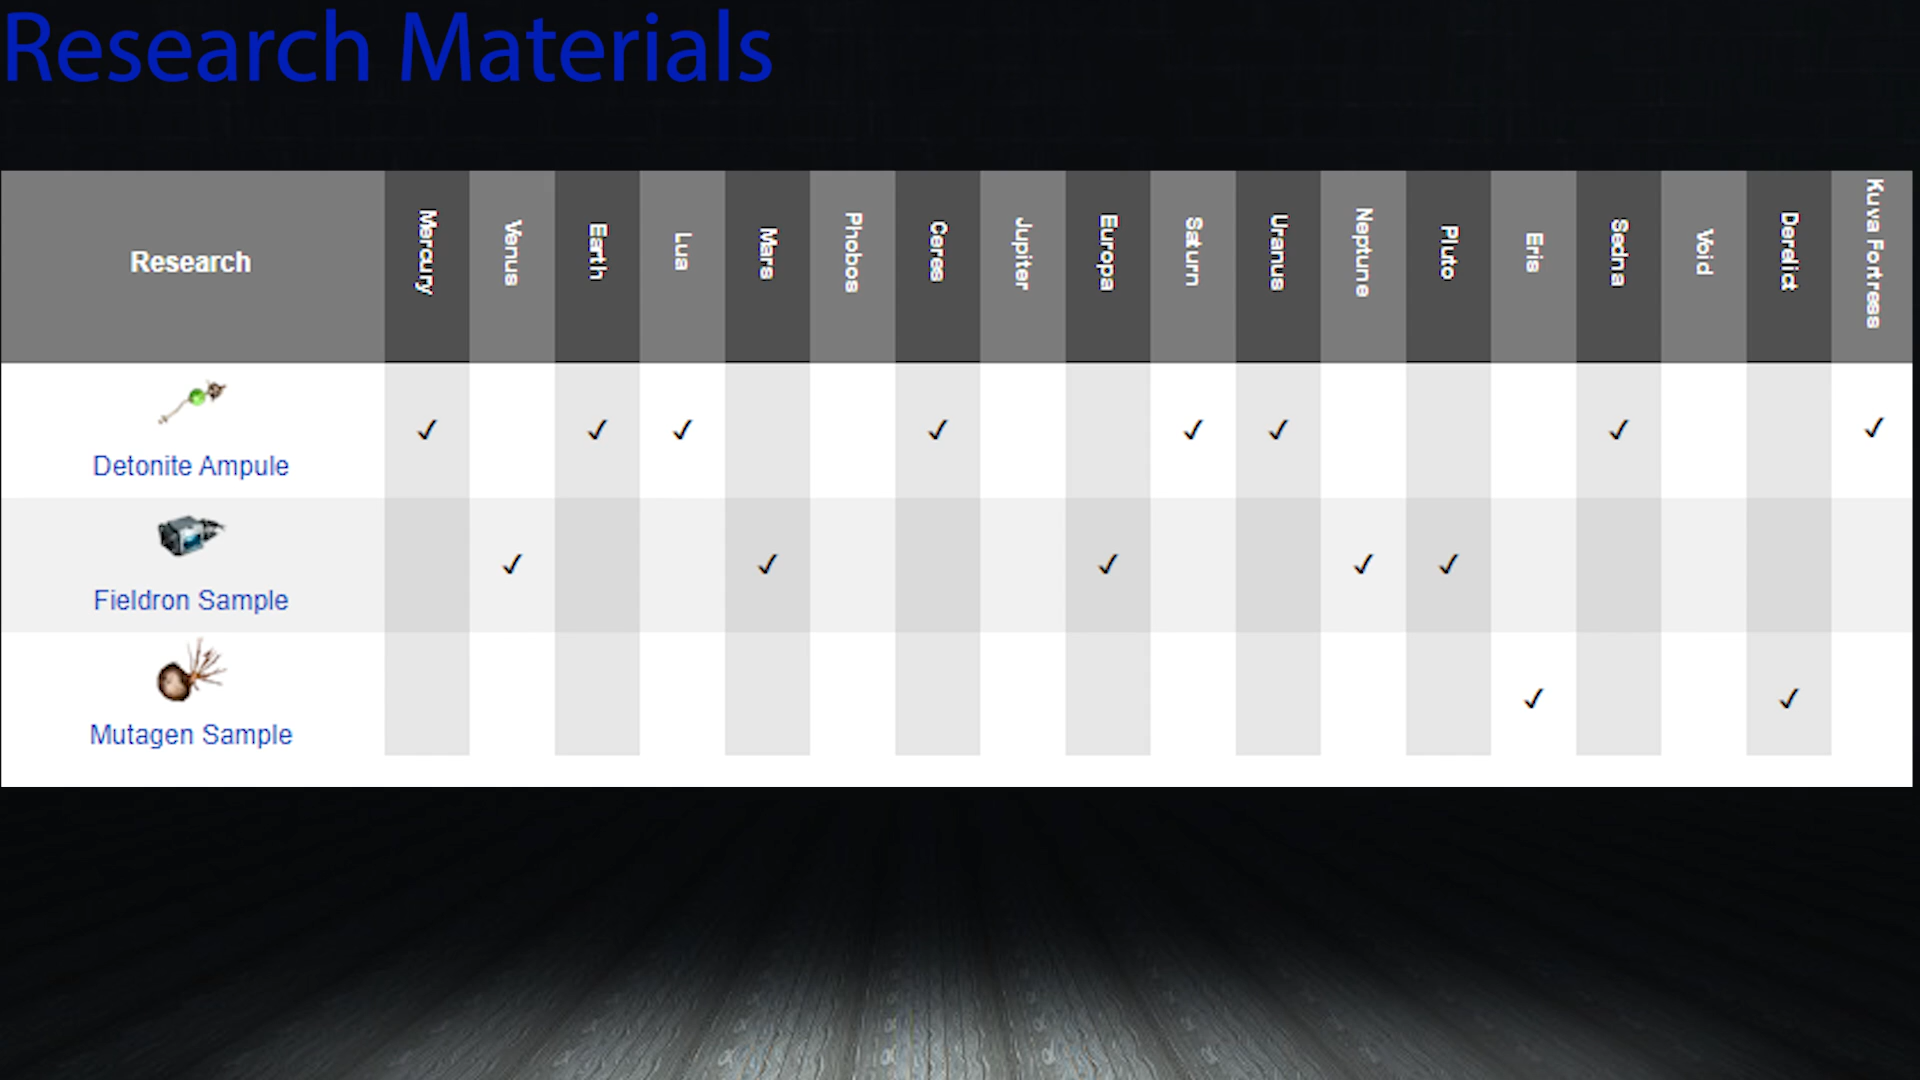 Research Materials
Research Mercury Venus Earth Lua Mars Phobos Ceres Jupiter Europa Saturn Uranus Neptune Pluto Eris Sedna Void Derelict Kuva Fortress
✓ ✓ ✓ ✓ ✓ ✓ ✓ ✓
Detonite Ampule
✓ ✓ ✓ ✓ ✓
Fieldron Sample
✓ ✓
Mutagen Sample